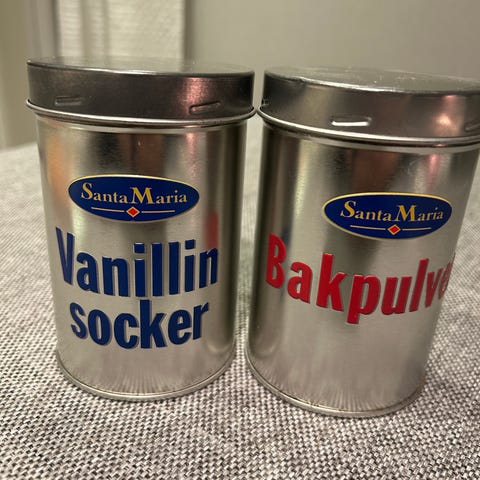 Santa Maria
Vanillin
socker
Santa Maria
Bakpulve